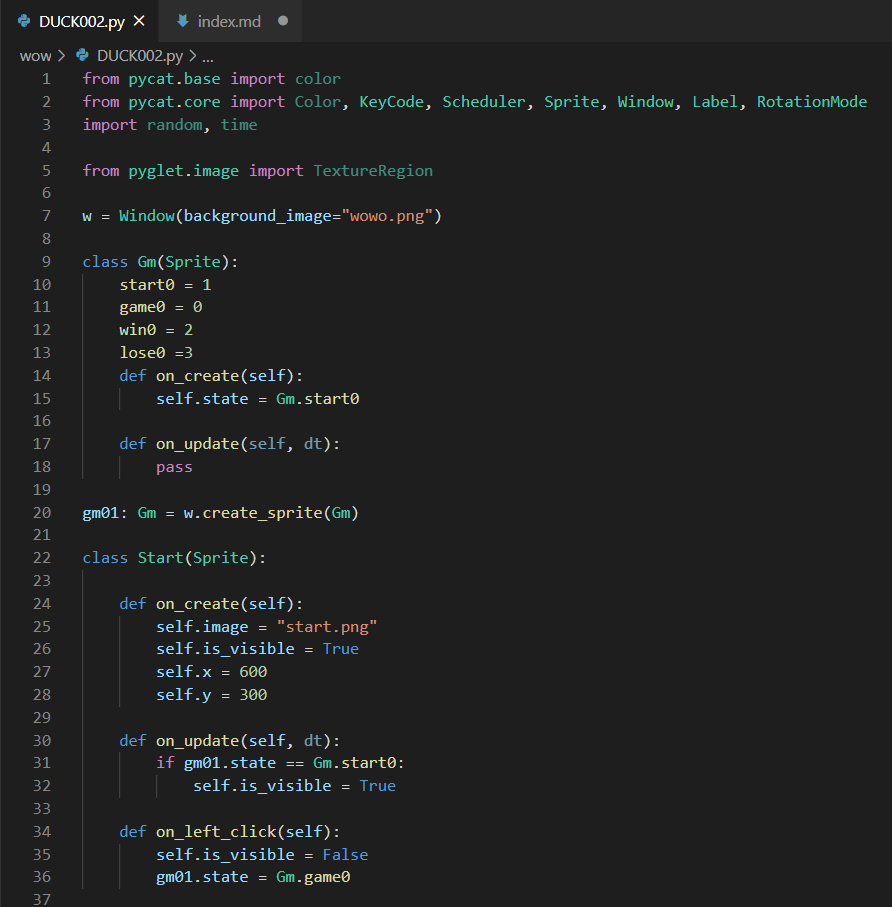 DUCK002.py × index.md ●
wow > DUCK002.py > ...
1 from pycat.base import color
2 from pycat.core import Color, KeyCode, Scheduler, Sprite, Window, Label, RotationMode
3 import random, time
4
5 from pyglet.image import TextureRegion
6
7 w = Window(background_image="wowo.png")
8
9 class Gm(Sprite):
10     start0 = 1
11     game0 = 0
12     win0 = 2
13     lose0 =3
14     def on_create(self):
15         self.state = Gm.start0
16
17     def on_update(self, dt):
18         pass
19
20 gm01: Gm = w.create_sprite(Gm)
21
22 class Start(Sprite):
23
24     def on_create(self):
25         self.image = "start.png"
26         self.is_visible = True
27         self.x = 600
28         self.y = 300
29
30     def on_update(self, dt):
31         if gm01.state == Gm.start0:
32             self.is_visible = True
33
34     def on_left_click(self):
35         self.is_visible = False
36         gm01.state = Gm.game0
37